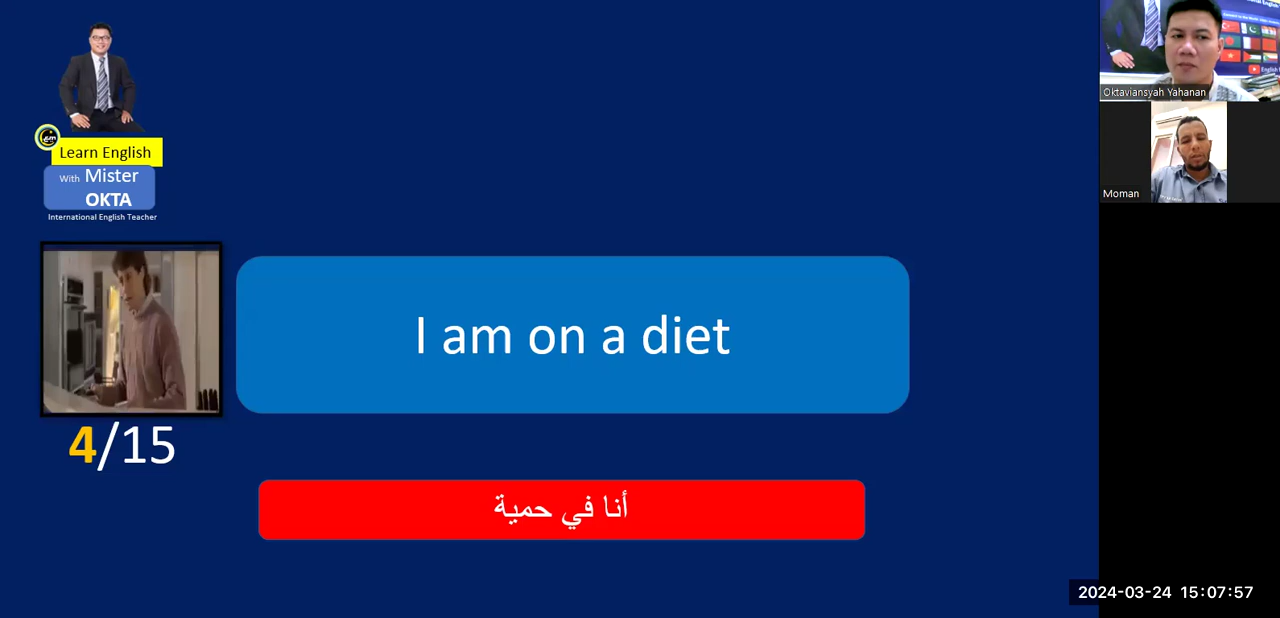 Learn English
With Mister
OKTA
International English Teacher
I am on a diet
4/15
أنا في حمية
Oktaviansyah Yahanan
Moman
2024-03-24 15:07:57